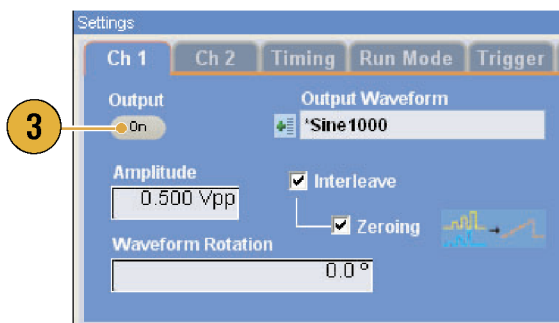 Settings
Ch 1 Ch 2 Timing Run Mode Trigger
Output Output Waveform
3 On *Sine1000
Amplitude
Interleave
0.500 Vpp
Zeroing
Waveform Rotation
0.0 °